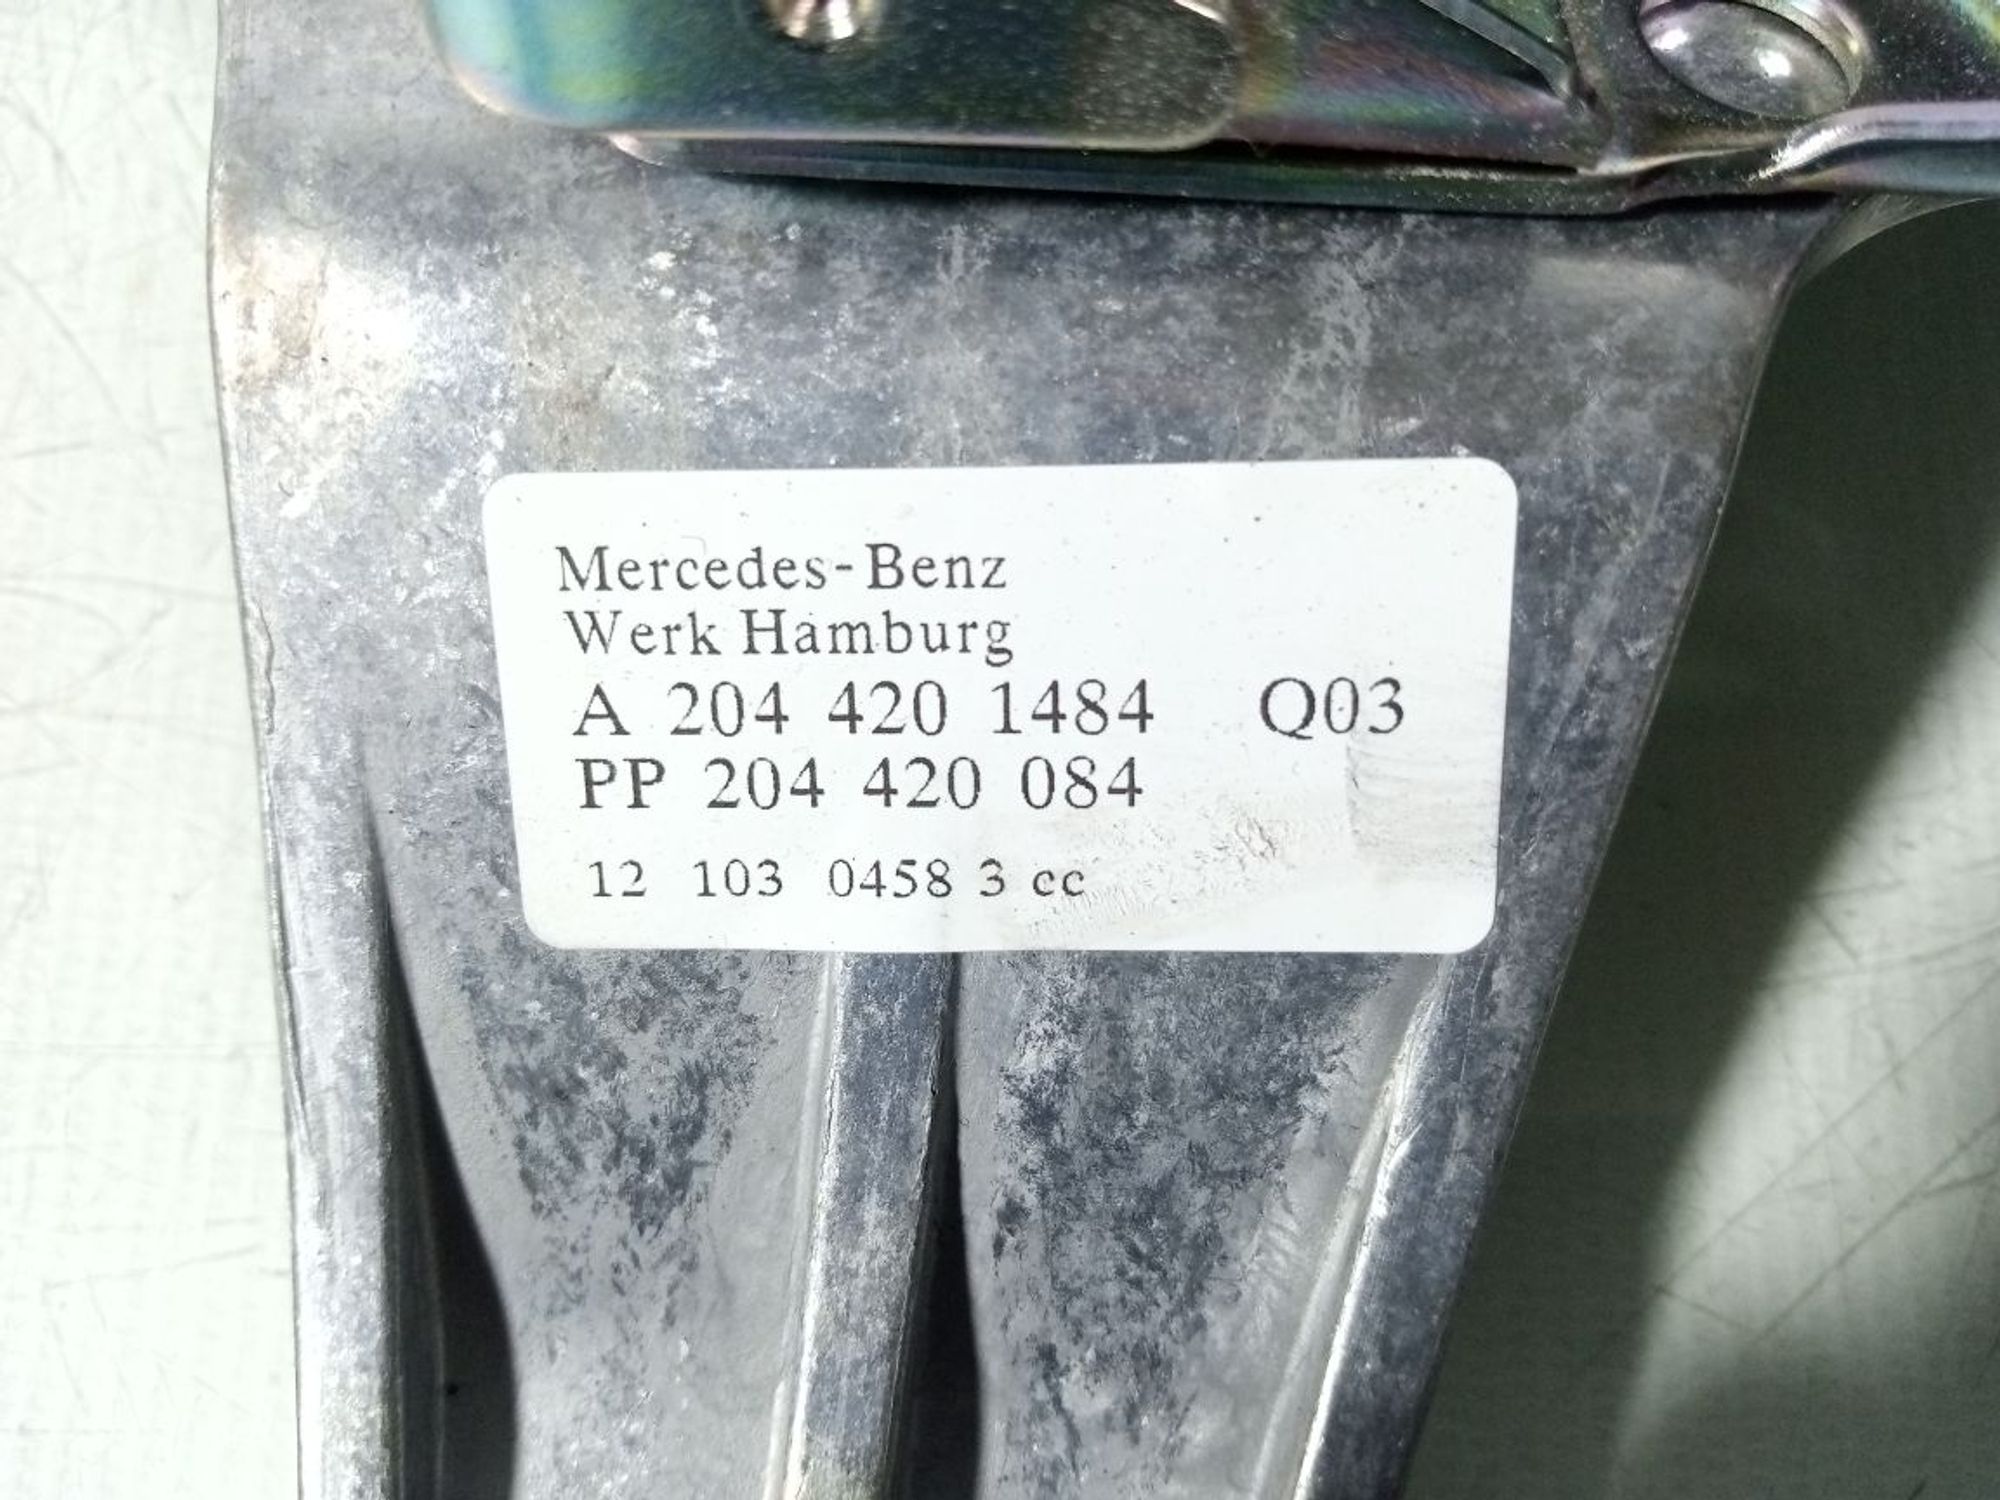 Mercedes-Benz
Werk Hamburg
A 204 420 1484 Q03
PP 204 420 084
12 103 0458 3 cc